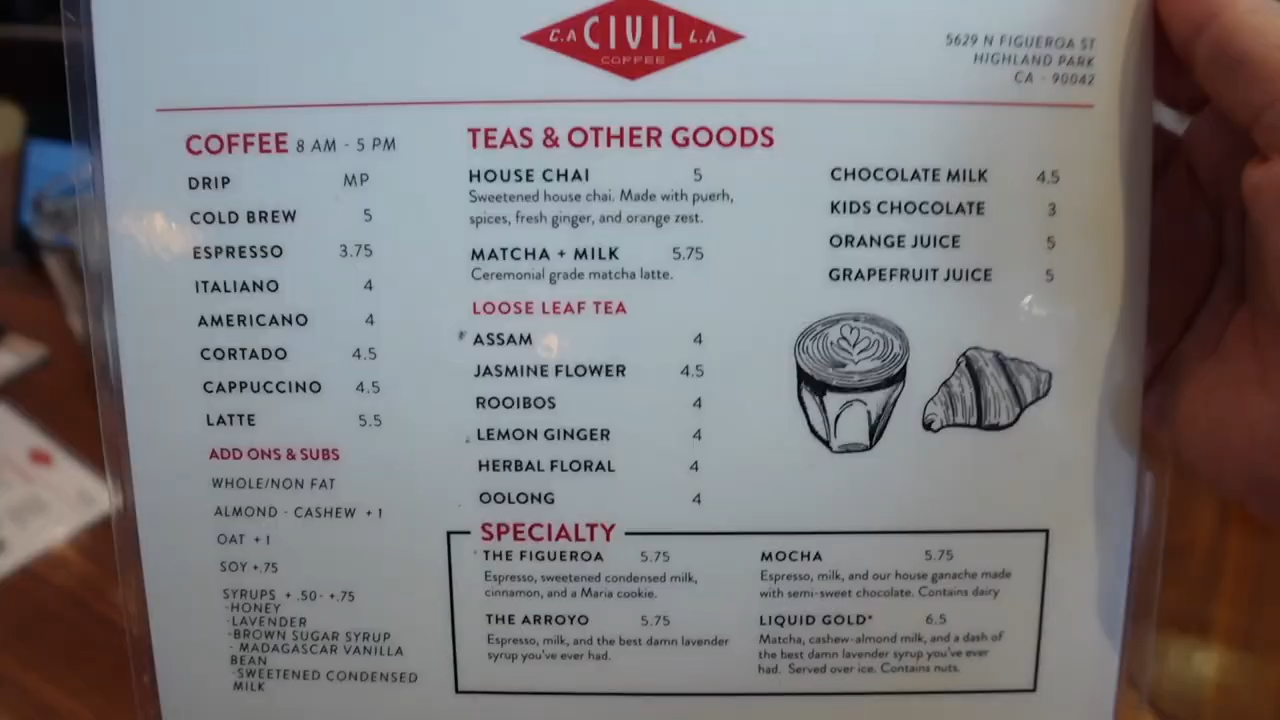 C.A CIVIL L.A
COFFEE
5629 N FIGUEROA ST
HIGHLAND PARK
CA - 90042
COFFEE 8 AM - 5 PM
DRIP MP
COLD BREW 5
ESPRESSO 3.75
ITALIANO 4
AMERICANO 4
CORTADO 4.5
CAPPUCCINO 4.5
LATTE 5.5
ADD ONS & SUBS
WHOLE/NON FAT
ALMOND - CASHEW +1
OAT +1
SOY +.75
SYRUPS + .50- +.75
-HONEY
-LAVENDER
-BROWN SUGAR SYRUP
- MADAGASCAR VANILLA
BEAN
-SWEETENED CONDENSED
MILK
TEAS & OTHER GOODS
HOUSE CHAI 5
Sweetened house chai. Made with puerh,
spices, fresh ginger, and orange zest.
MATCHA + MILK 5.75
Ceremonial grade matcha latte.
LOOSE LEAF TEA
ASSAM 4
JASMINE FLOWER 4.5
ROOIBOS 4
LEMON GINGER 4
HERBAL FLORAL 4
OOLONG 4
CHOCOLATE MILK 4.5
KIDS CHOCOLATE 3
ORANGE JUICE 5
GRAPEFRUIT JUICE 5
SPECIALTY
THE FIGUEROA 5.75
Espresso, sweetened condensed milk,
cinnamon, and a Maria cookie.
THE ARROYO 5.75
Espresso, milk, and the best damn lavender
syrup you've ever had.
MOCHA 5.75
Espresso, milk, and our house ganache made
with semi-sweet chocolate. Contains dairy
LIQUID GOLD* 6.5
Matcha, cashew-almond milk, and a dash of
the best damn lavender syrup you've ever
had. Served over ice. Contains nuts.